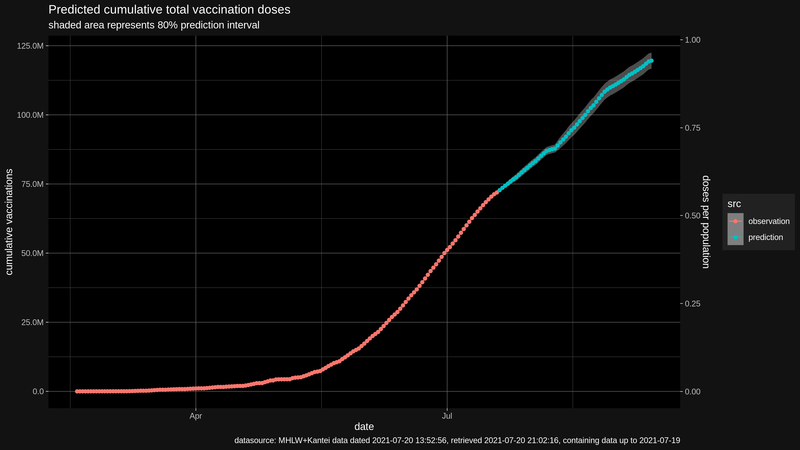 Predicted cumulative total vaccination doses
shaded area represents 80% prediction interval
125.0M
100.0M
75.0M
50.0M
25.0M
0.0
cumulative vaccinations
1.00
0.75
0.50
0.25
0.00
doses per population
src
observation
prediction
Apr
Jul
date
datasource: MHLW+Kantei data dated 2021-07-20 13:52:56, retrieved 2021-07-20 21:02:16, containing data up to 2021-07-19